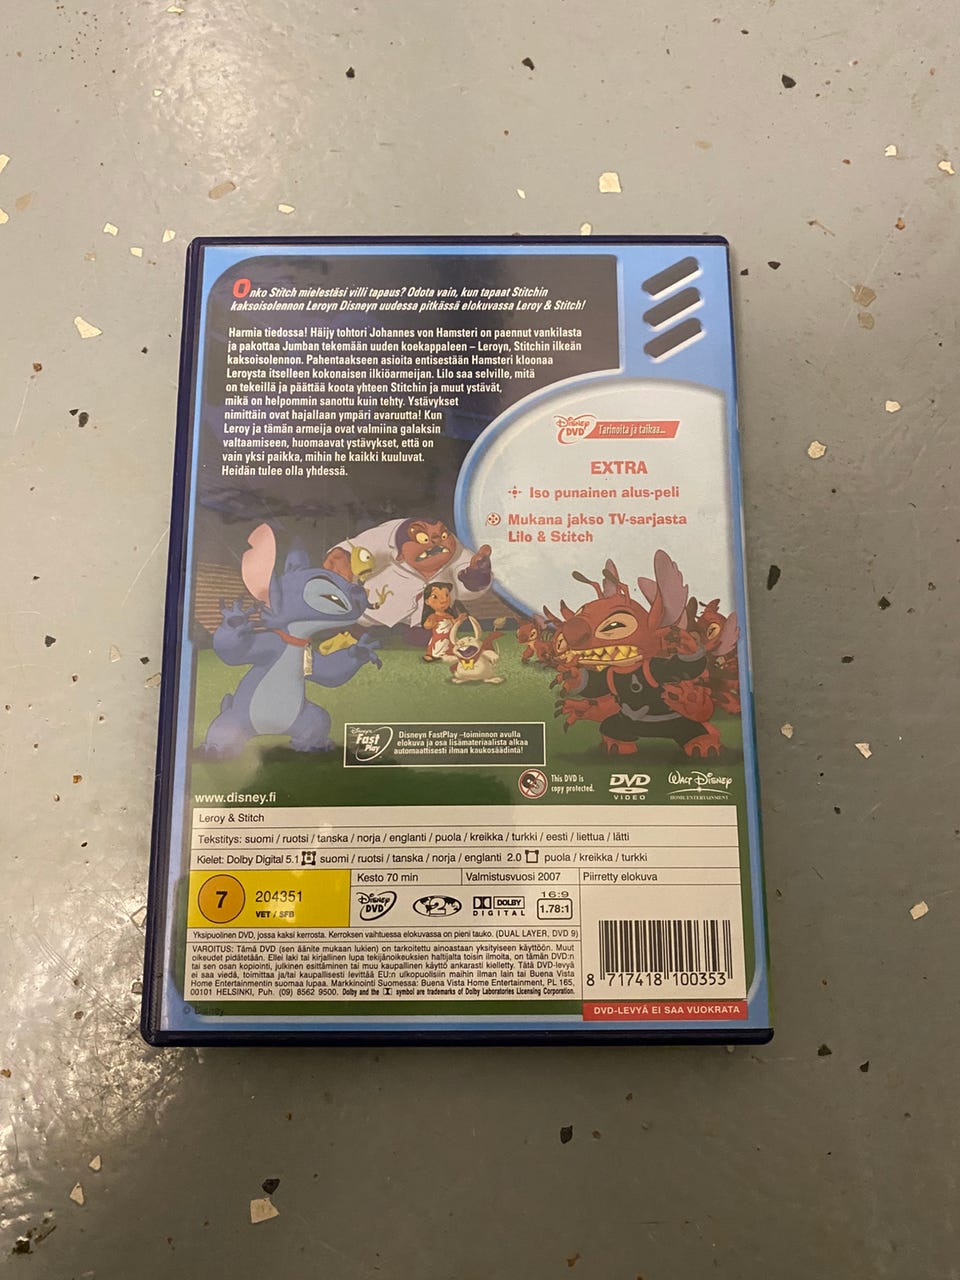 Onko Stitch mielestäsi villi tapaus? Odota vain, kun tapaat Stitchin
kaksoisolennon Leroyn Disneyn uudessa pitkässä elokuvassa Leroy & Stitch!
Harmia tiedossa! Häijy tohtori Johannes von Hamsteri on paennut vankilasta
ja pakottaa Jumban tekemään uuden koekappaleen – Leroyn, Stitchin ilkeän
kaksoisolennon. Pahentaakseen asioita entisestään Hamsteri kloonaa
Leroysta itselleen kokonaisen ilkiöarmeijan. Lilo saa selville, mitä
on tekeillä ja päättää koota yhteen Stitchin ja muut ystävät,
mikä on helpommin sanottu kuin tehty. Ystävykset
nimittäin ovat hajallaan ympäri avaruutta! Kun
Leroy ja tämän armeija ovat valmiina galaksin
valtaamiseen, huomaavat ystävykset, että on
vain yksi paikka, mihin he kaikki kuuluvat.
Heidän tulee olla yhdessä.
Disney DVD Tarinoita ja taikaa...
EXTRA
Iso punainen alus-peli
Mukana jakso TV-sarjasta
Lilo & Stitch
Disney's Fast Play
Disneyn FastPlay –toiminnon avulla
elokuva ja osa lisämateriaalista alkaa
automaattisesti ilman kaukosäädintä!
This DVD is
copy protected.
DVD VIDEO
WALT DISNEY
HOME ENTERTAINMENT
www.disney.fi
Leroy & Stitch
Tekstitys: suomi / ruotsi / tanska / norja / englanti / puola / kreikka / turkki / eesti / liettua / lätti
Kielet: Dolby Digital 5.1 suomi / ruotsi / tanska / norja / englanti 2.0 puola / kreikka / turkki
Kesto 70 min
Valmistusvuosi 2007
Piirretty elokuva
7
204351
VET / SFB
Disney DVD
2
DOLBY
DIGITAL
16:9
1.78:1
Yksipuolinen DVD, jossa kaksi kerrosta. Kerroksen vaihtuessa elokuvassa on pieni tauko. (DUAL LAYER, DVD 9)
VAROITUS: Tämä DVD (sen äänite mukaan lukien) on tarkoitettu ainoastaan yksityiseen käyttöön. Muut
oikeudet pidätetään. Ellei laki tai kirjallinen lupa tekijänoikeuksien haltijalta toisin ilmoita, on tämän DVD:n
tai sen osan kopiointi, julkinen esittäminen tai muu kaupallinen käyttö ankarasti kielletty. Tätä DVD-levyä
ei saa viedä, toimittaa ja/tai kaupallisesti levittää EU:n ulkopuolisiin maihin ilman lain tai Buena Vista
Home Entertainmentin suomaa lupaa. Markkinointi Suomessa: Buena Vista Home Entertainment, PL 165,
00101 HELSINKI, Puh. (09) 8562 9500. Dolby and the symbol are trademarks of Dolby Laboratories Licensing Corporation.
8 717418 100353
DVD-LEVYÄ EI SAA VUOKRATA
© Disney